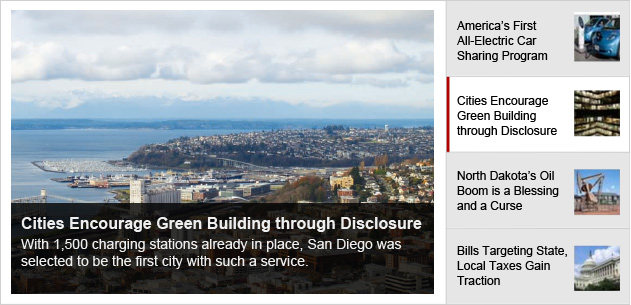 Cities Encourage Green Building through Disclosure
With 1,500 charging stations already in place, San Diego was
selected to be the first city with such a service.
America's First
All-Electric Car
Sharing Program
Cities Encourage
Green Building
through Disclosure
North Dakota's Oil
Boom is a Blessing
and a Curse
Bills Targeting State,
Local Taxes Gain
Traction